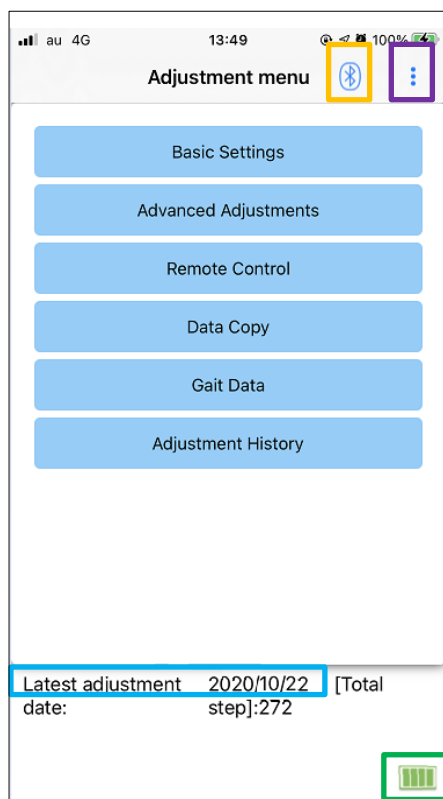 au 4G 13:49 100%
Adjustment menu
Basic Settings
Advanced Adjustments
Remote Control
Data Copy
Gait Data
Adjustment History
Latest adjustment date: 2020/10/22 [Total step]:272